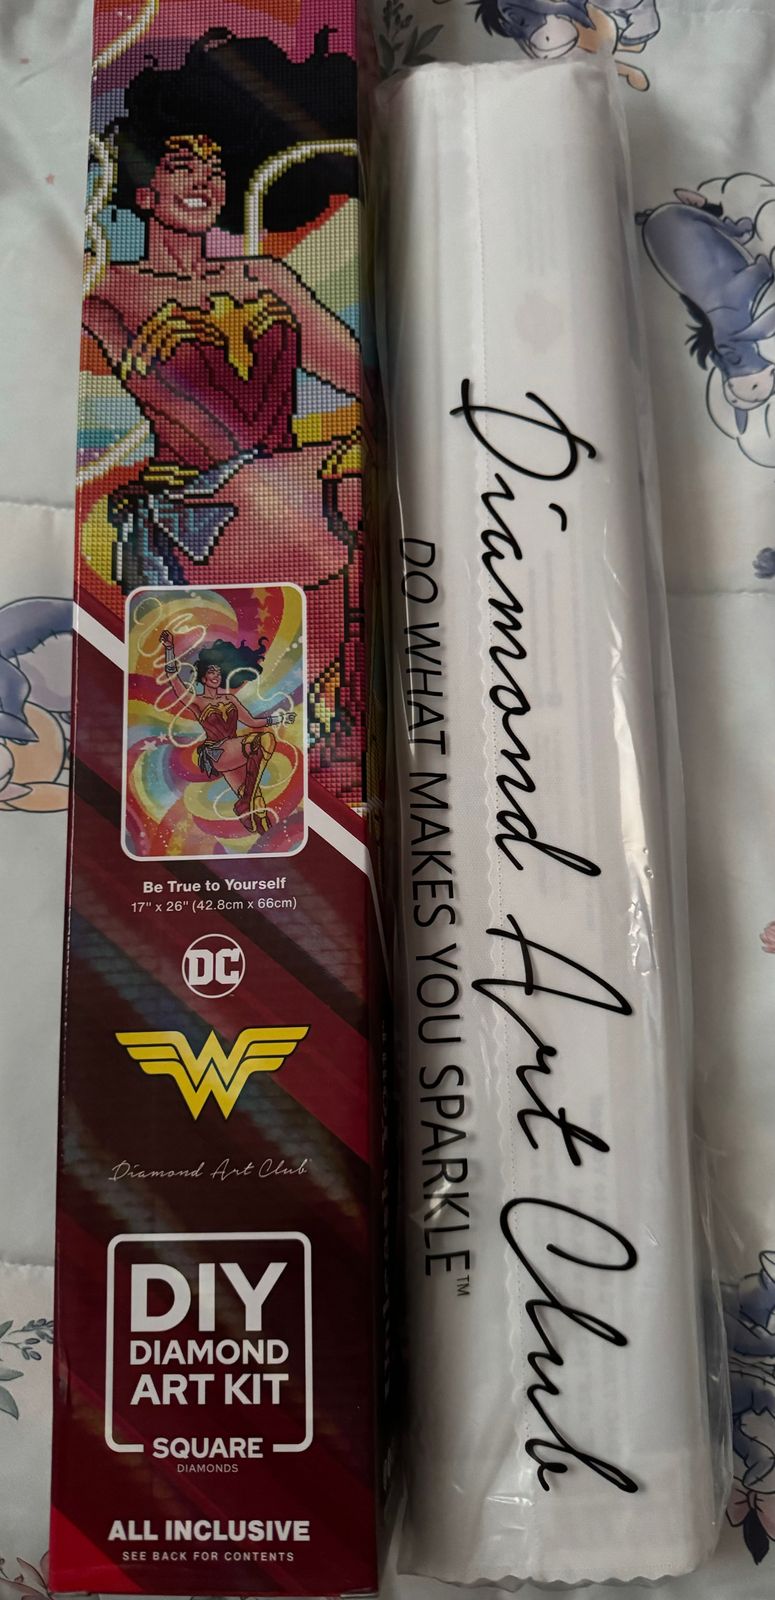 Be True to Yourself
17" x 26" (42.8cm x 66cm)
DC
W
Diamond Art Club
DIY
DIAMOND
ART KIT
SQUARE
DIAMONDS
ALL INCLUSIVE
SEE BACK FOR CONTENTS
Diamond Art Club
DO WHAT MAKES YOU SPARKLE™